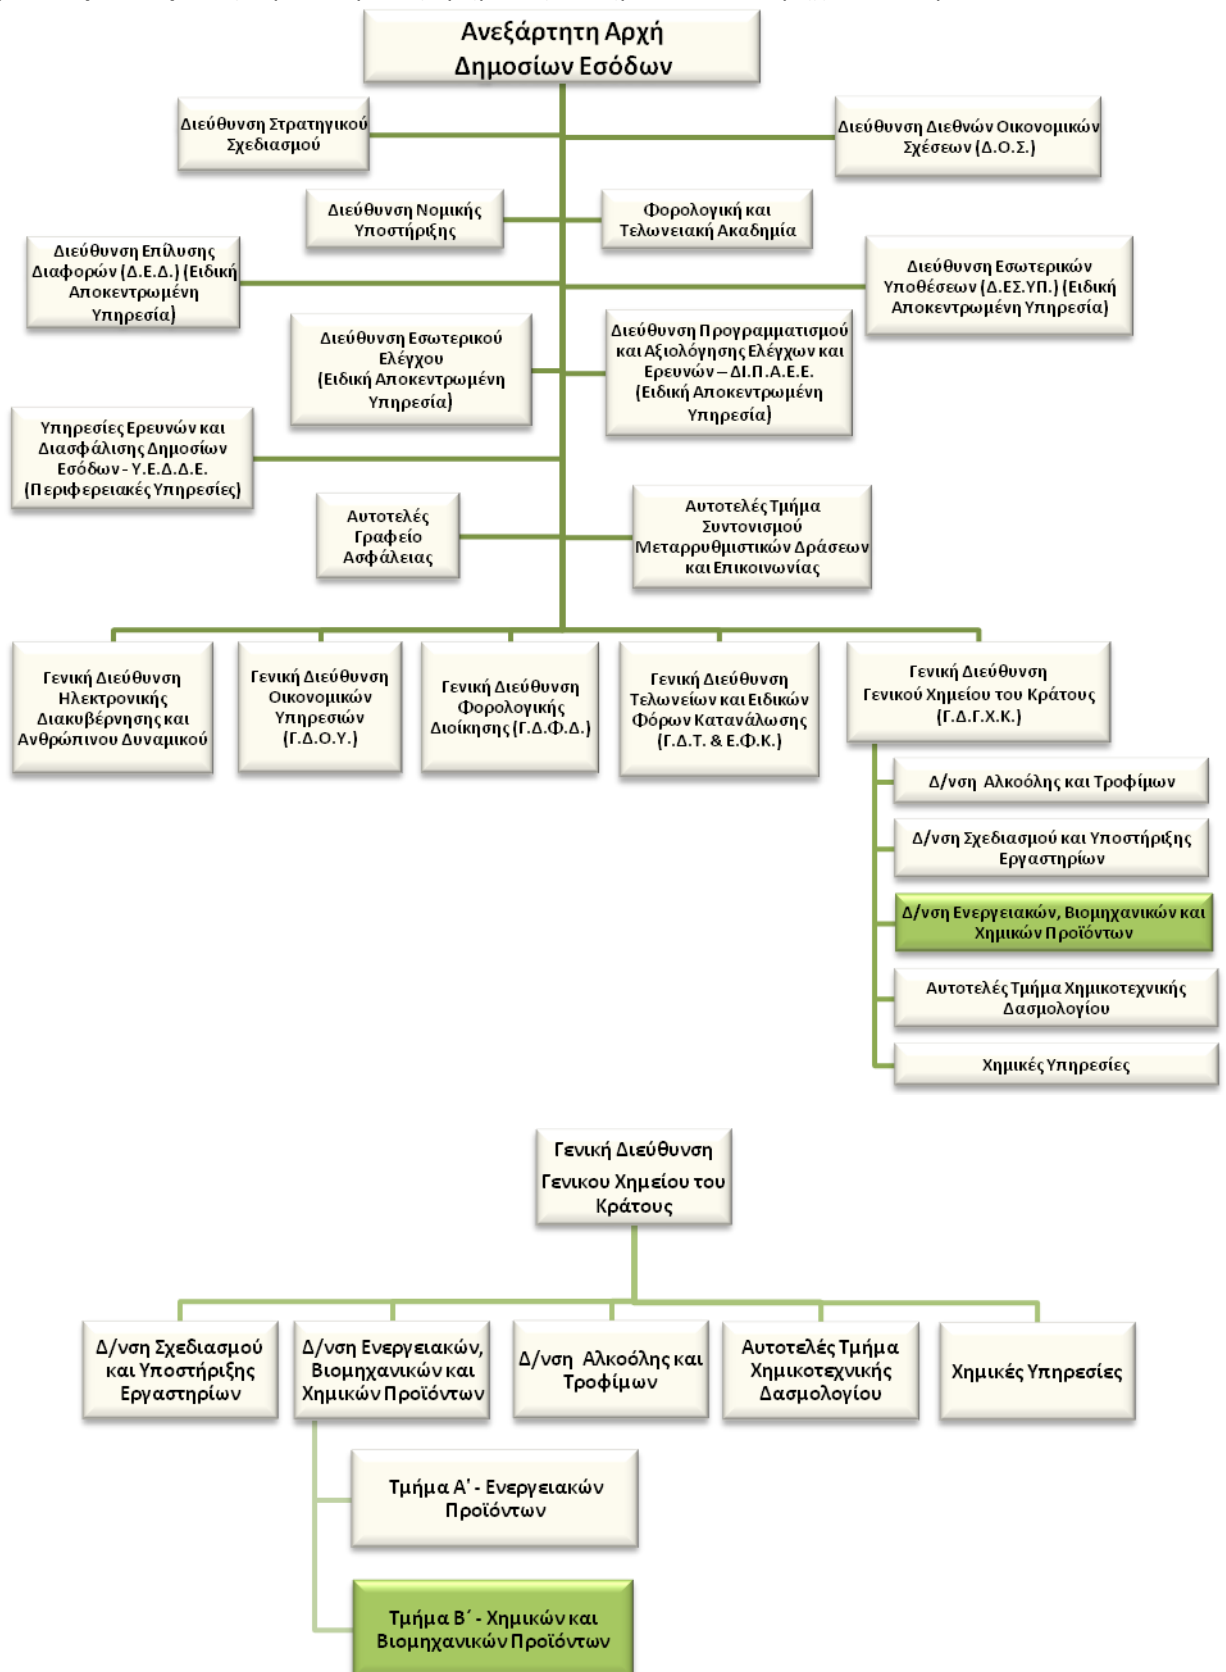 Ανεξάρτητη Αρχή
Δημοσίων Εσόδων
Διεύθυνση Στρατηγικού
Σχεδιασμού
Διεύθυνση Διεθνών Οικονομικών
Σχέσεων (Δ.Ο.Σ.)
Διεύθυνση Νομικής
Υποστήριξης
Φορολογική και
Τελωνειακή Ακαδημία
Διεύθυνση Επίλυσης
Διαφορών (Δ.Ε.Δ.) (Ειδική
Αποκεντρωμένη
Υπηρεσία)
Διεύθυνση Εσωτερικών
Υποθέσεων (Δ.ΕΣ.ΥΠ.) (Ειδική
Αποκεντρωμένη Υπηρεσία)
Διεύθυνση Εσωτερικού
Ελέγχου
(Ειδική Αποκεντρωμένη
Υπηρεσία)
Διεύθυνση Προγραμματισμού
και Αξιολόγησης Ελέγχων και
Ερευνών – ΔΙ.Π.Α.Ε.Ε.
(Ειδική Αποκεντρωμένη
Υπηρεσία)
Υπηρεσίες Ερευνών και
Διασφάλισης Δημοσίων
Εσόδων - Υ.Ε.Δ.Δ.Ε.
(Περιφερειακές Υπηρεσίες)
Αυτοτελές
Γραφείο
Ασφάλειας
Αυτοτελές Τμήμα
Συντονισμού
Μεταρρυθμιστικών Δράσεων
και Επικοινωνίας
Γενική Διεύθυνση
Ηλεκτρονικής
Διακυβέρνησης και
Ανθρώπινου Δυναμικού
Γενική Διεύθυνση
Οικονομικών
Υπηρεσιών
(Γ.Δ.Ο.Υ.)
Γενική Διεύθυνση
Φορολογικής
Διοίκησης (Γ.Δ.Φ.Δ.)
Γενική Διεύθυνση
Τελωνείων και Ειδικών
Φόρων Κατανάλωσης
(Γ.Δ.Τ. & Ε.Φ.Κ.)
Γενική Διεύθυνση
Γενικού Χημείου του Κράτους
(Γ.Δ.Γ.Χ.Κ.)
Δ/νση Αλκοόλης και Τροφίμων
Δ/νση Σχεδιασμού και Υποστήριξης
Εργαστηρίων
Δ/νση Ενεργειακών, Βιομηχανικών και
Χημικών Προϊόντων
Αυτοτελές Τμήμα Χημικοτεχνικής
Δασμολογίου
Χημικές Υπηρεσίες
Γενική Διεύθυνση
Γενικου Χημείου του
Κράτους
Δ/νση Σχεδιασμού
και Υποστήριξης
Εργαστηρίων
Δ/νση Ενεργειακών,
Βιομηχανικών και
Χημικών Προϊόντων
Δ/νση Αλκοόλης και
Τροφίμων
Αυτοτελές Τμήμα
Χημικοτεχνικής
Δασμολογίου
Χημικές Υπηρεσίες
Τμήμα Α' - Ενεργειακών
Προϊόντων
Τμήμα Β΄ - Χημικών και
Βιομηχανικών Προϊόντων